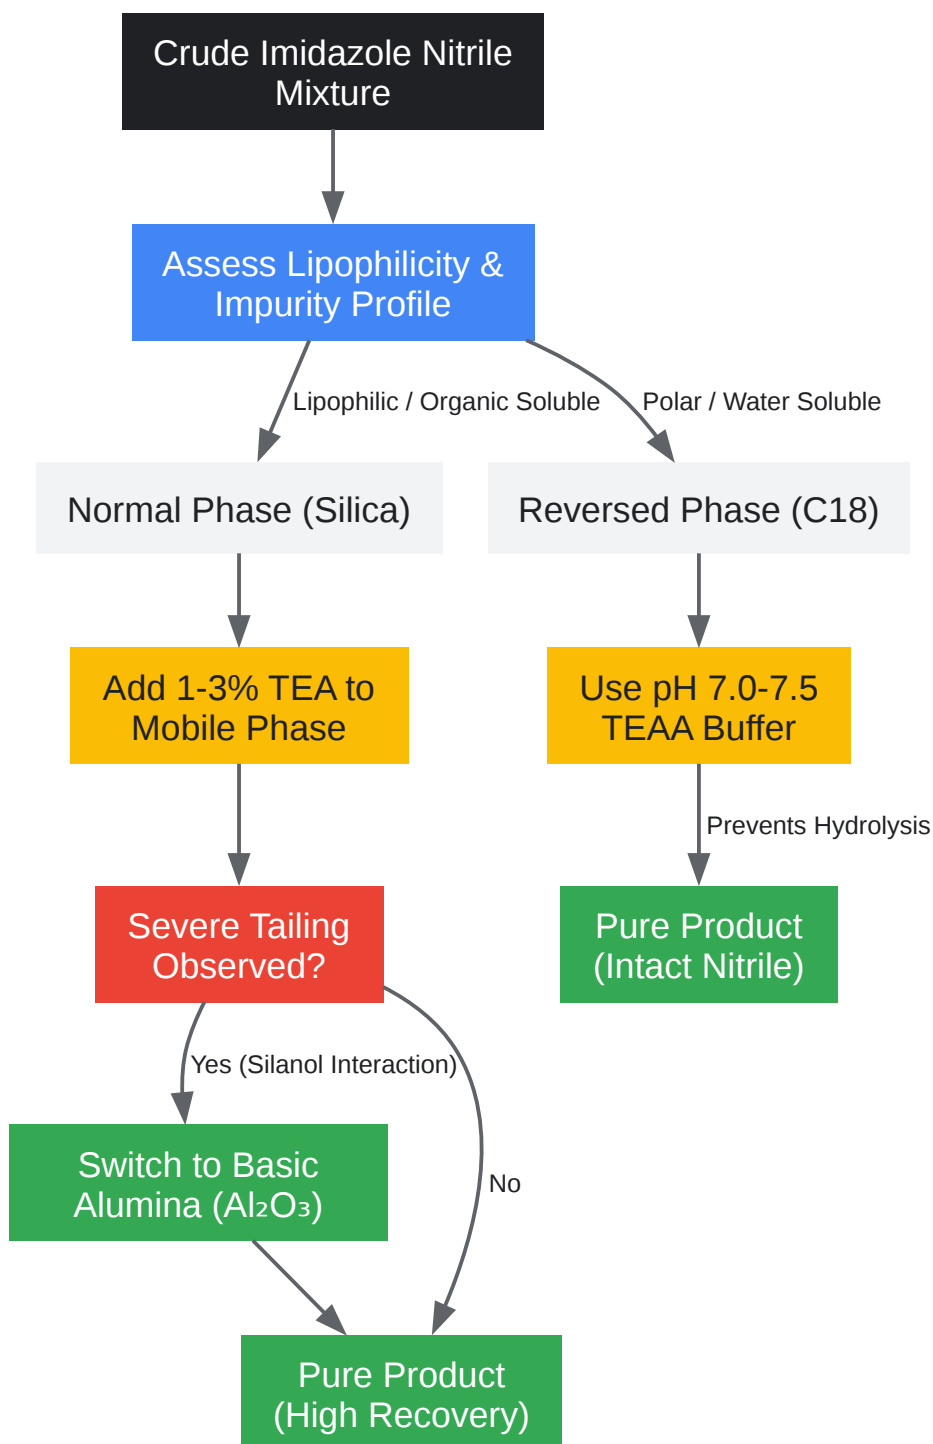 Crude Imidazole Nitrile
Mixture
Assess Lipophilicity &
Impurity Profile
Lipophilic / Organic Soluble
Polar / Water Soluble
Normal Phase (Silica)
Reversed Phase (C18)
Add 1-3% TEA to
Mobile Phase
Use pH 7.0-7.5
TEAA Buffer
Prevents Hydrolysis
Severe Tailing
Observed?
Pure Product
(Intact Nitrile)
Yes (Silanol Interaction)
Switch to Basic
Alumina (Al₂O₃)
No
Pure Product
(High Recovery)